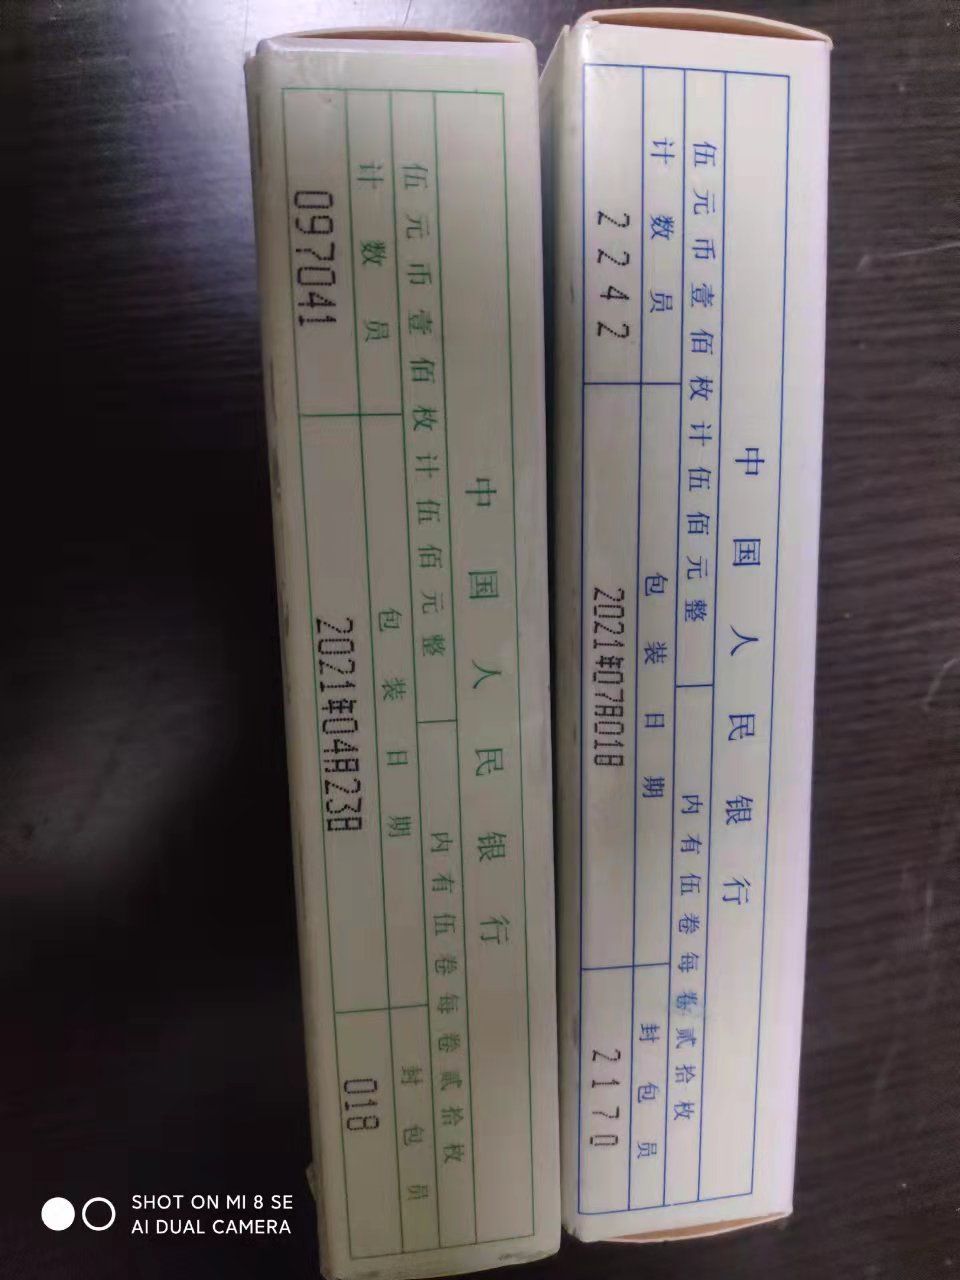 中国人民银行
伍元币壹佰枚计伍佰元整
内有伍卷每卷贰拾枚
计数员
包装日期
封包员
097041
2021年04月23日
018
中国人民银行
伍元币壹佰枚计伍佰元整
内有伍卷每卷贰拾枚
计数员
包装日期
封包员
2242
2021年07月01日
2170
SHOT ON MI 8 SE
AI DUAL CAMERA